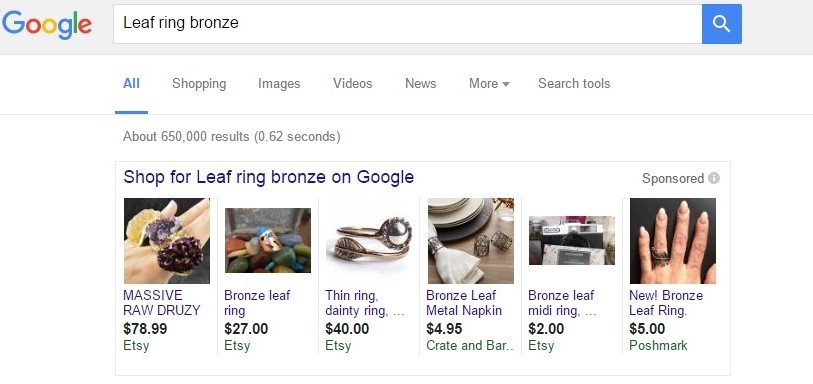 Google
Leaf ring bronze
All Shopping Images Videos News More Search tools
About 650,000 results (0.62 seconds)
Shop for Leaf ring bronze on Google
Sponsored
MASSIVE
RAW DRUZY
$78.99
Etsy
Bronze leaf
ring
$27.00
Etsy
Thin ring,
dainty ring, ...
$40.00
Etsy
Bronze Leaf
Metal Napkin
$4.95
Crate and Bar..
Bronze leaf
midi ring, ...
$2.00
Etsy
New! Bronze
Leaf Ring.
$5.00
Poshmark